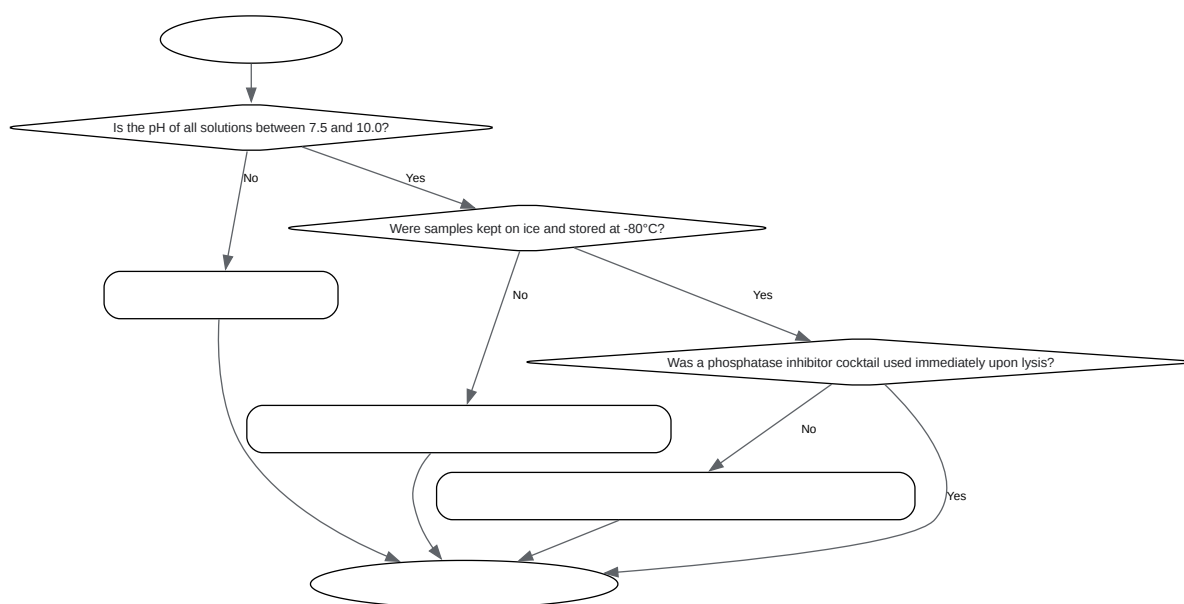 Is the pH of all solutions between 7.5 and 10.0?
No
Yes
Were samples kept on ice and stored at -80°C?
No
Yes
Was a phosphatase inhibitor cocktail used immediately upon lysis?
No
Yes